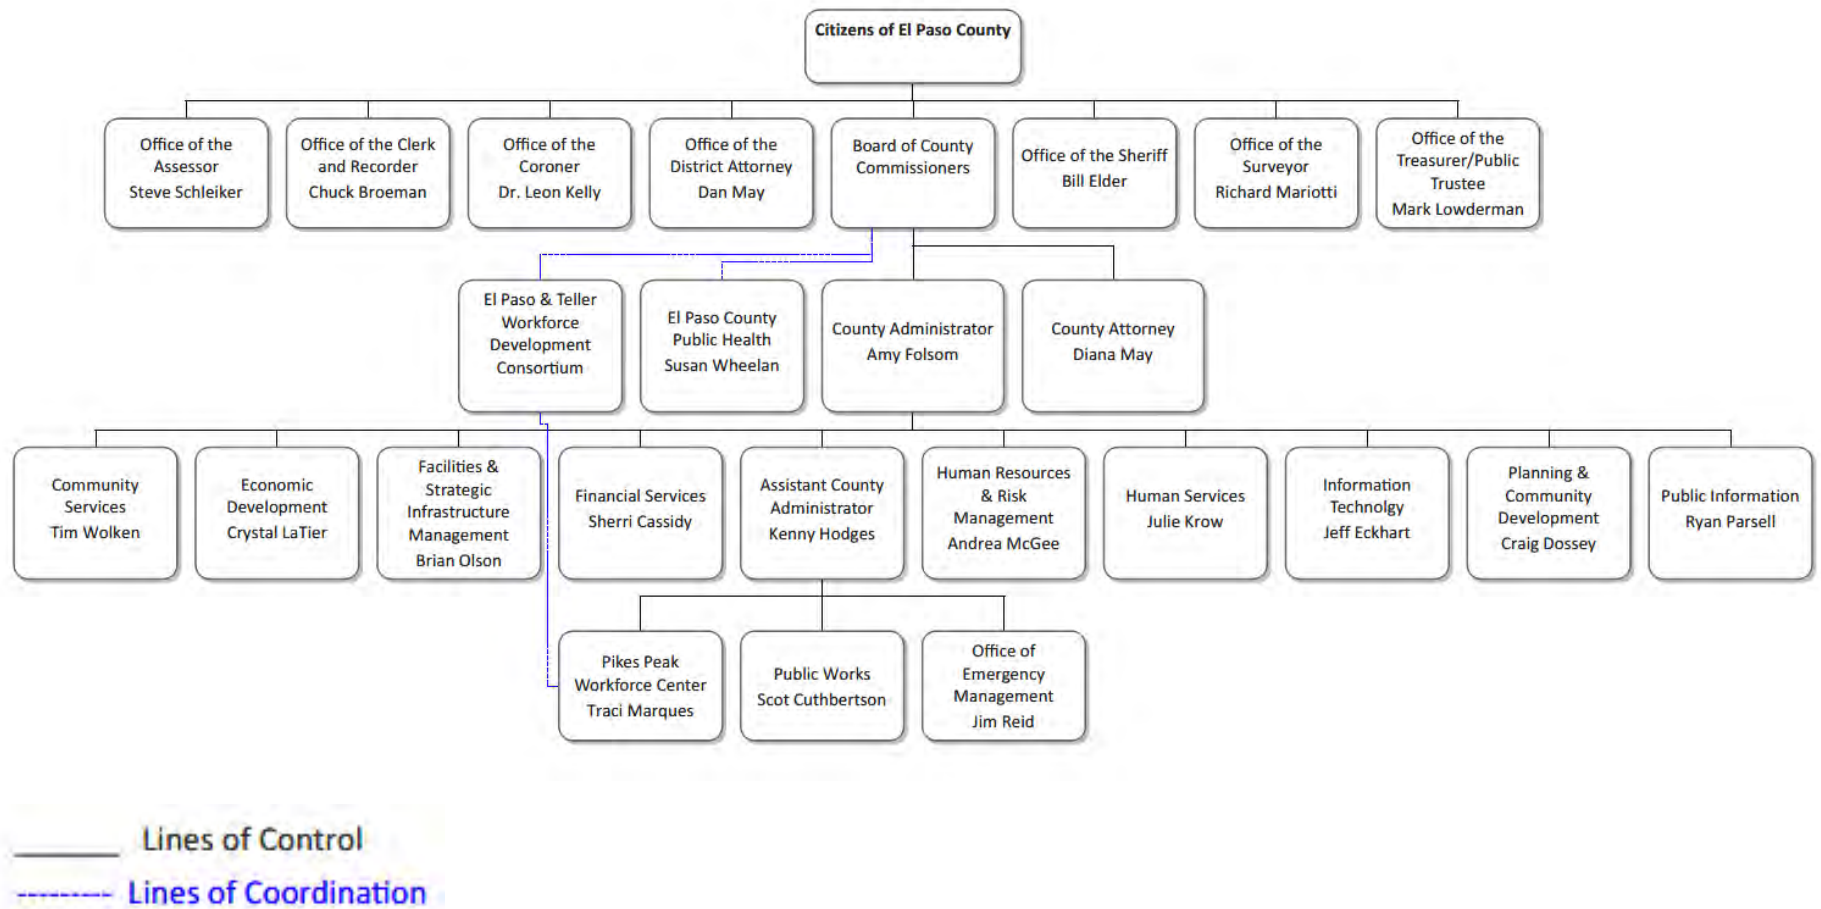 Citizens of El Paso County
Office of the
Assessor
Steve Schleiker
Office of the Clerk
and Recorder
Chuck Broeman
Office of the
Coroner
Dr. Leon Kelly
Office of the
District Attorney
Dan May
Board of County
Commissioners
Office of the Sheriff
Bill Elder
Office of the
Surveyor
Richard Mariotti
Office of the
Treasurer/Public
Trustee
Mark Lowderman
El Paso & Teller
Workforce
Development
Consortium
El Paso County
Public Health
Susan Wheelan
County Administrator
Amy Folsom
County Attorney
Diana May
Community
Services
Tim Wolken
Economic
Development
Crystal LaTier
Facilities &
Strategic
Infrastructure
Management
Brian Olson
Financial Services
Sherri Cassidy
Assistant County
Administrator
Kenny Hodges
Human Resources
& Risk
Management
Andrea McGee
Human Services
Julie Krow
Information
Technolgy
Jeff Eckhart
Planning &
Community
Development
Craig Dossey
Public Information
Ryan Parsell
Pikes Peak
Workforce Center
Traci Marques
Public Works
Scot Cuthbertson
Office of
Emergency
Management
Jim Reid
Lines of Control
Lines of Coordination